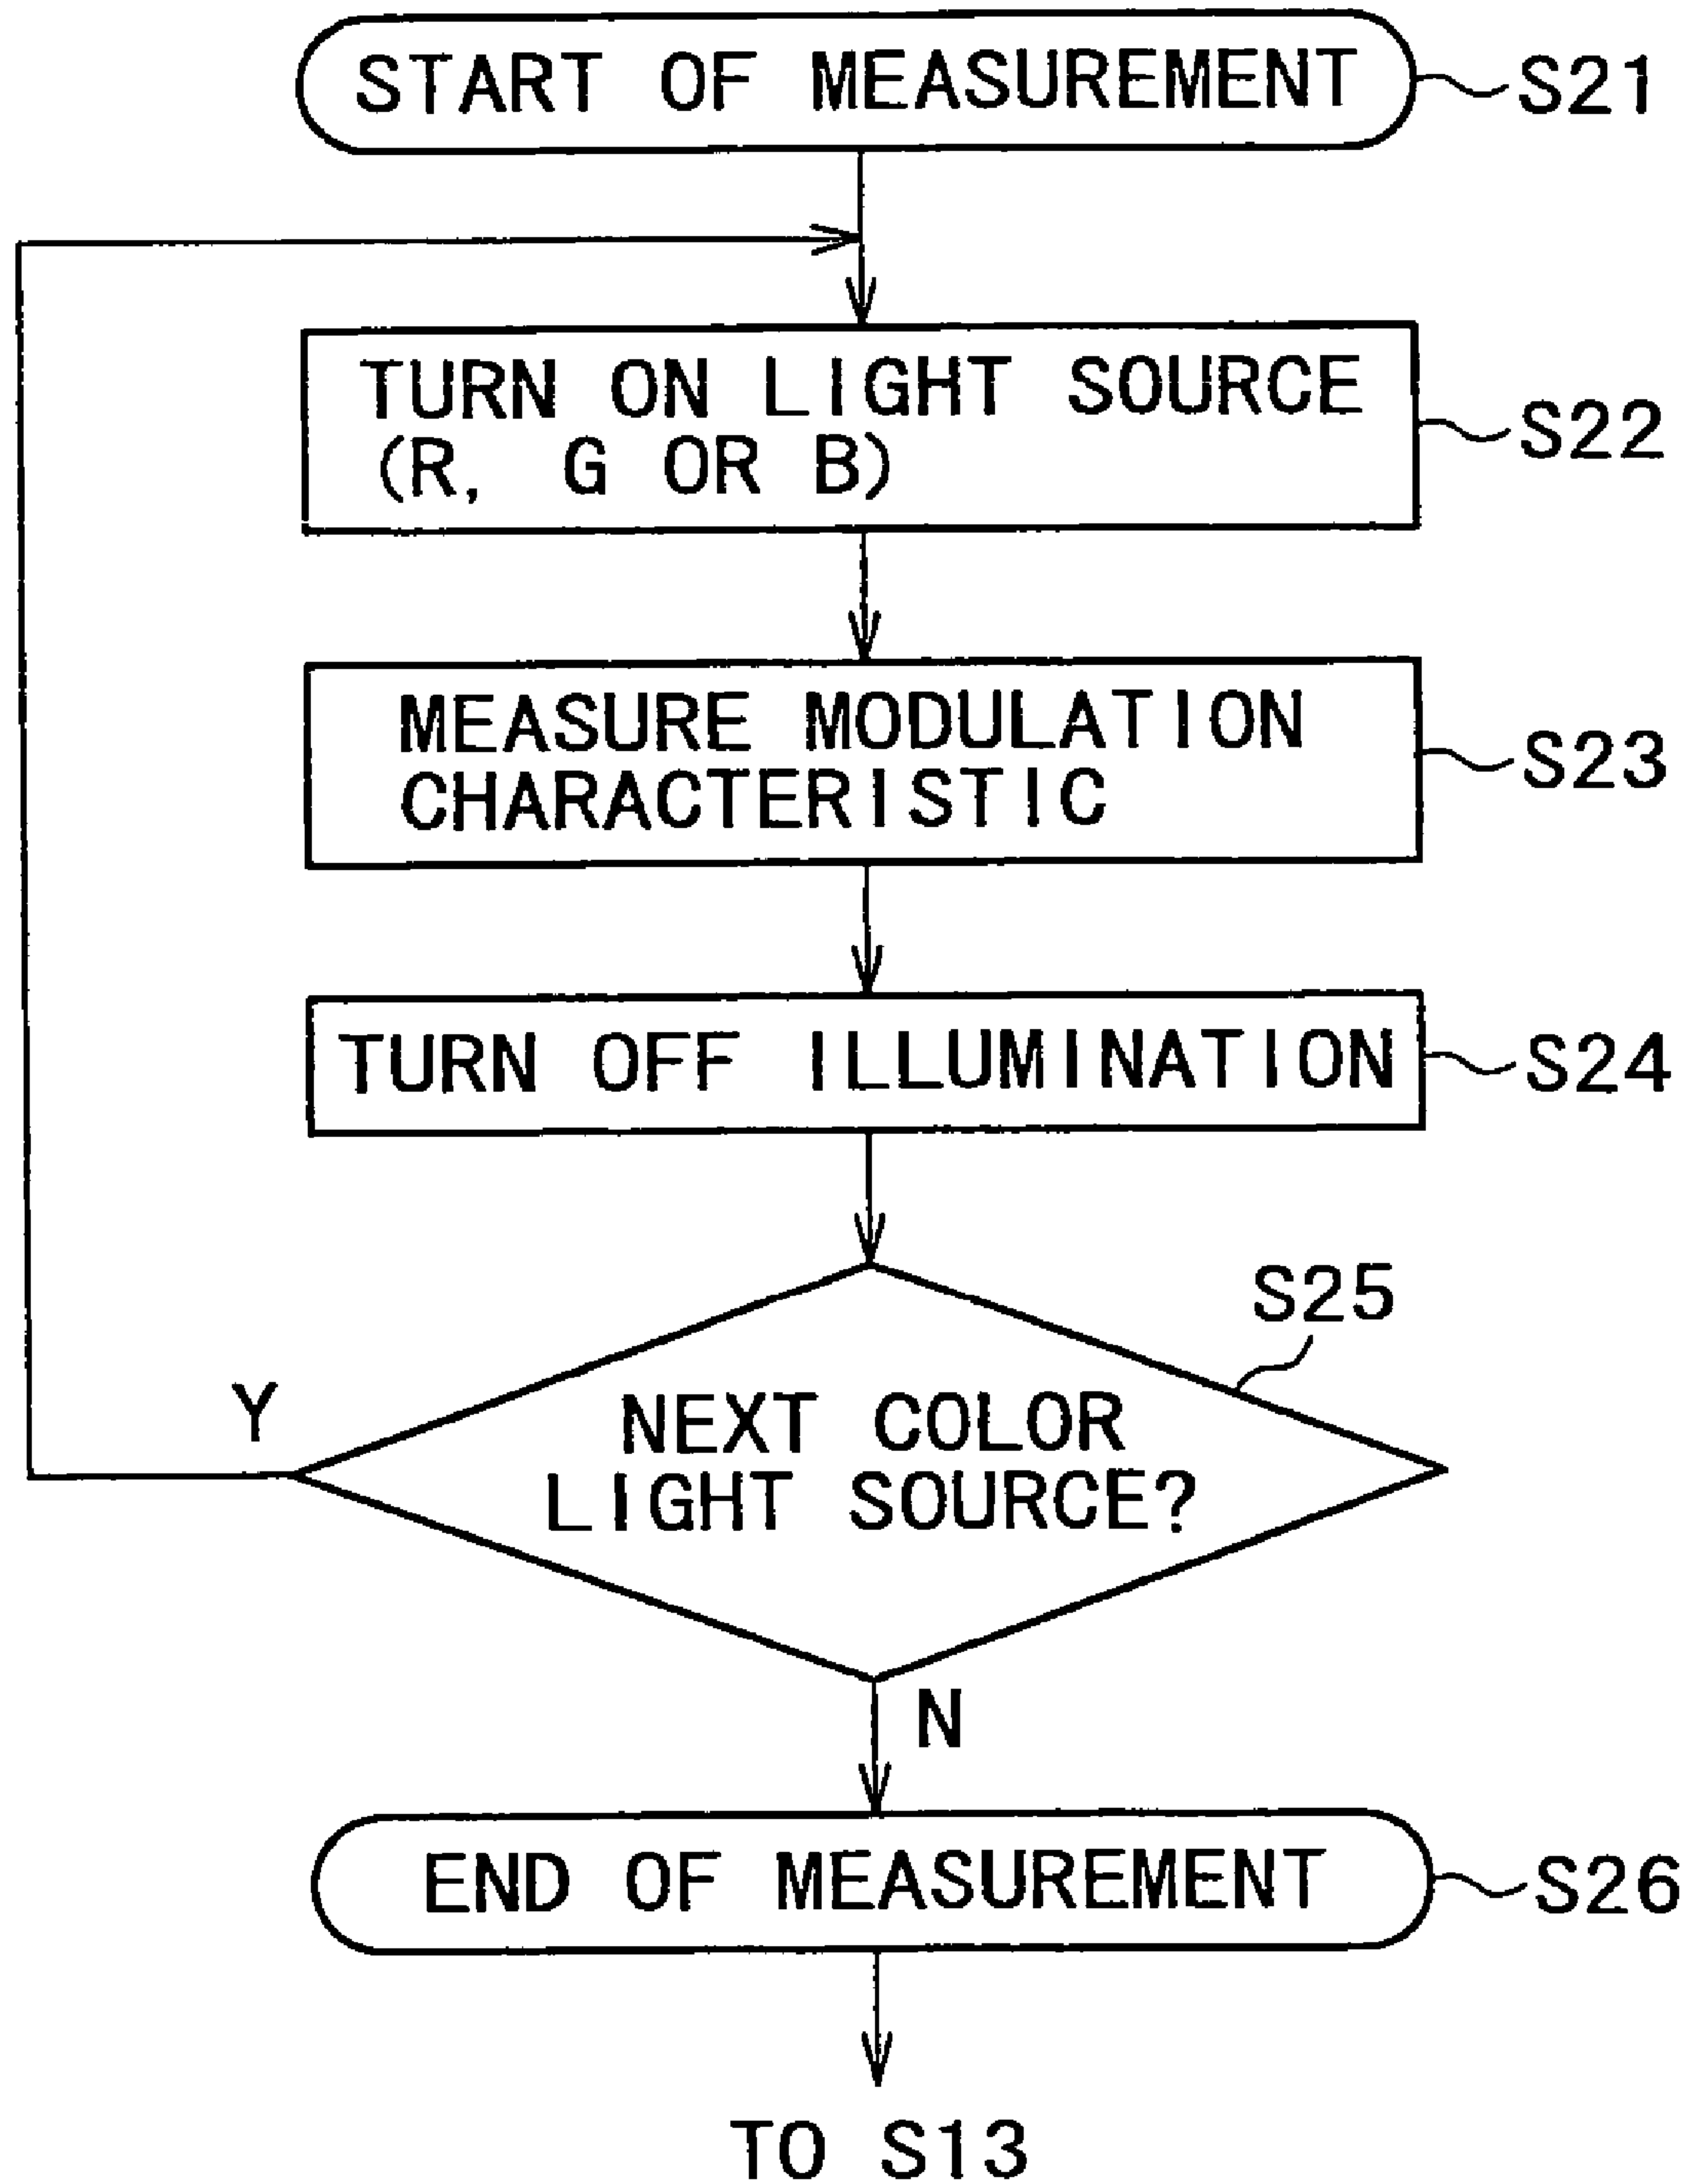 START OF MEASUREMENT
S21
TURN ON LIGHT SOURCE
(R, G OR B)
S22
MEASURE MODULATION
CHARACTERISTIC
S23
TURN OFF ILLUMINATION
S24
S25
Y
NEXT COLOR
LIGHT SOURCE?
N
END OF MEASUREMENT
S26
TO S13